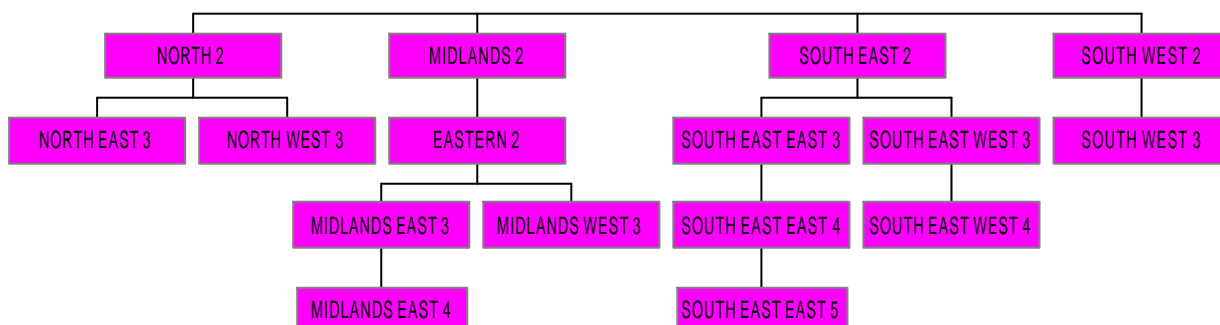 NORTH 2
MIDLANDS 2
SOUTH EAST 2
SOUTH WEST 2
NORTH EAST 3
NORTH WEST 3
EASTERN 2
SOUTH EAST EAST 3
SOUTH EAST WEST 3
SOUTH WEST 3
MIDLANDS EAST 3
MIDLANDS WEST 3
SOUTH EAST EAST 4
SOUTH EAST WEST 4
MIDLANDS EAST 4
SOUTH EAST EAST 5